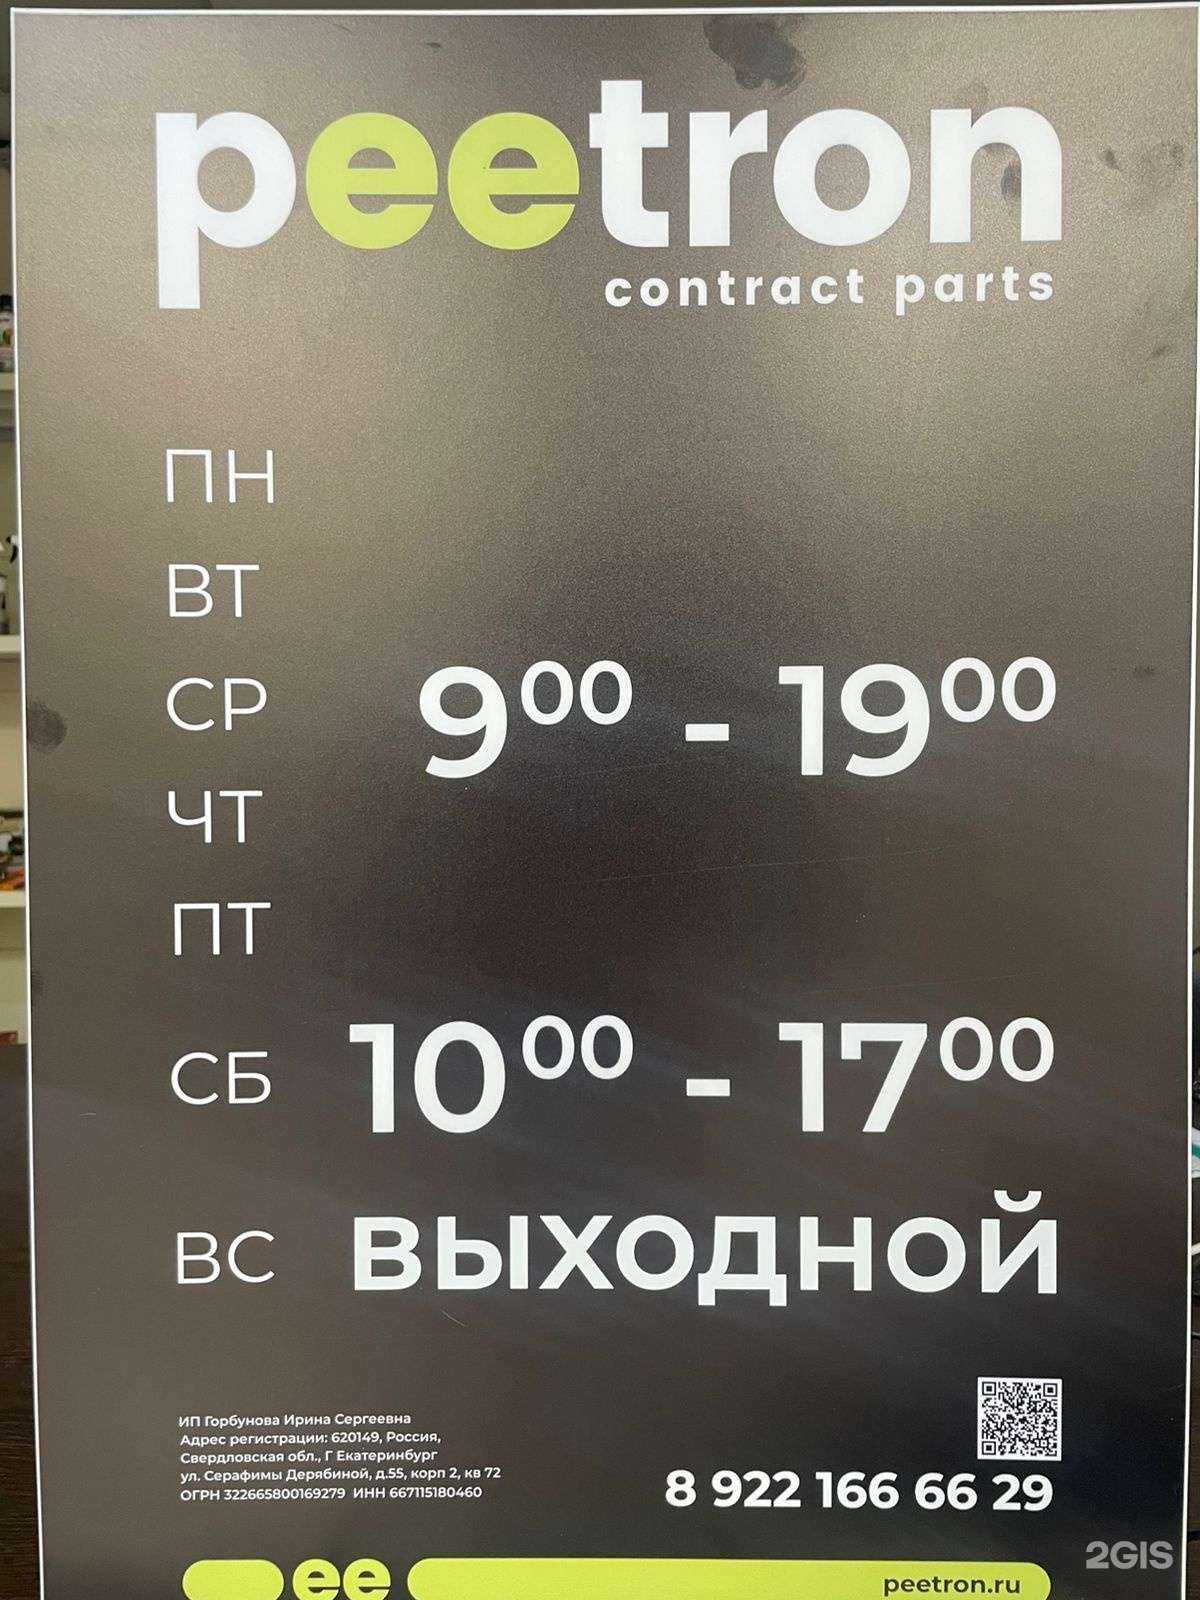 peetron
contract parts
ПН
ВТ
СР 9⁰⁰ - 19⁰⁰
ЧТ
ПТ
СБ 10⁰⁰ - 17⁰⁰
ВС ВЫХОДНОЙ
ИП Горбунова Ирина Сергеевна
Адрес регистрации: 620149, Россия,
Свердловская обл., Г Екатеринбург
ул. Серафимы Дерябиной, д.55, корп 2, кв 72
ОГРН 322665800169279 ИНН 667115180460
8 922 166 66 29
ee
peetron.ru
2GIS